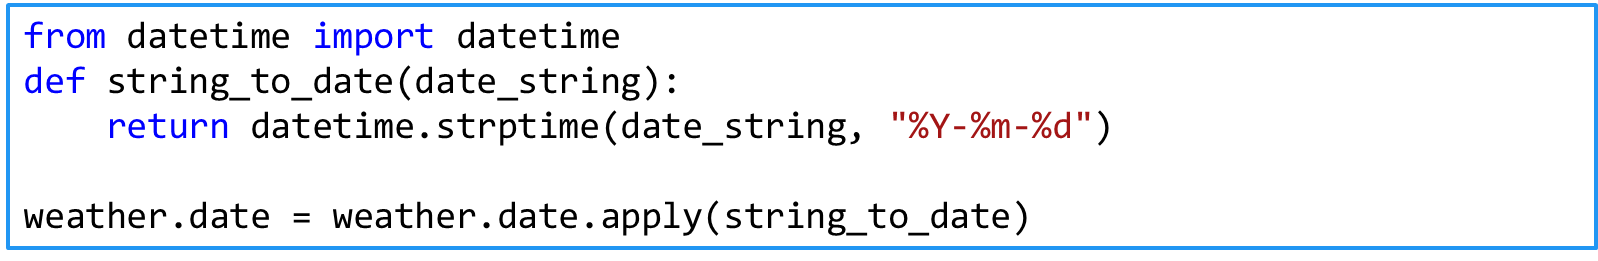 from datetime import datetime
def string_to_date(date_string):
    return datetime.strptime(date_string, "%Y-%m-%d")

weather.date = weather.date.apply(string_to_date)